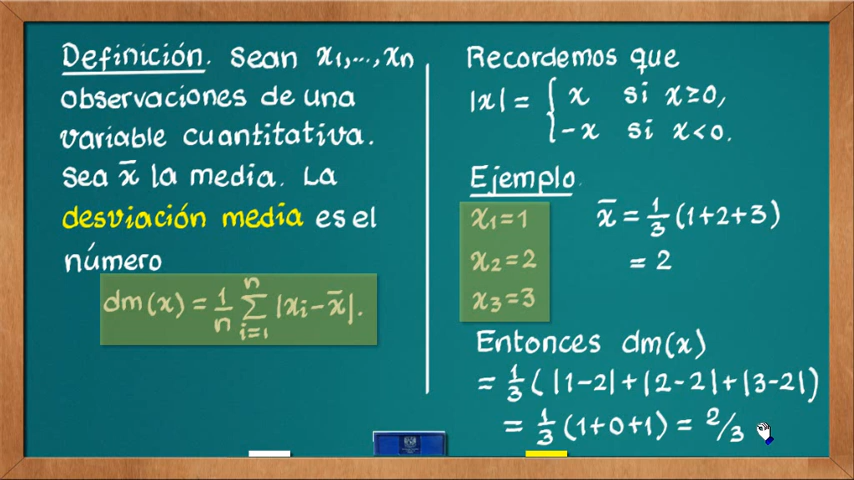 Definición. Sean x₁,...,xₙ
observaciones de una
variable cuantitativa.
Sea x̄ la media. La
desviación media es el
número
dm(x) = 1/n ∑ᵢ₌₁ⁿ |xᵢ-x̄|.
Recordemos que
|x| = { x si x≥0,
-x si x<0.
Ejemplo.
x₁=1
x₂=2
x₃=3
x̄ = 1/3 (1+2+3)
= 2
Entonces dm(x)
= 1/3 ( |1-2|+|2-2|+|3-2|)
= 1/3 (1+0+1) = 2/3